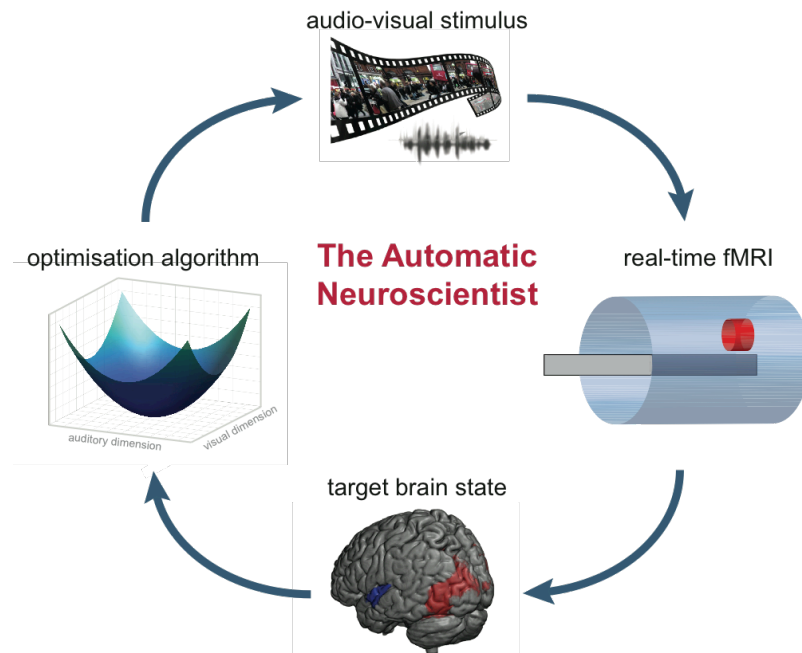 audio-visual stimulus
optimisation algorithm
The Automatic
Neuroscientist
real-time fMRI
auditory dimension
visual dimension
target brain state